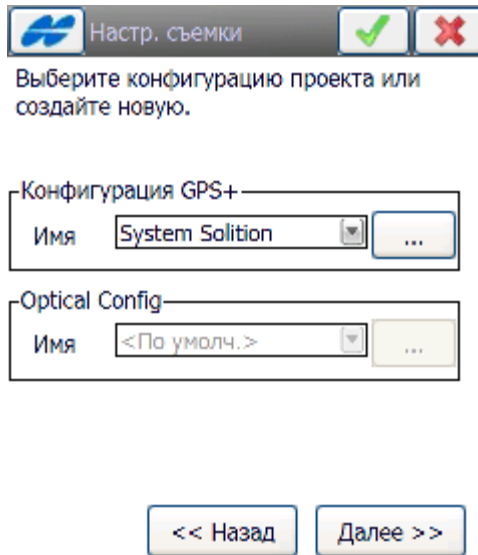 Настр. съемки
Выберите конфигурацию проекта или
создайте новую.
Конфигурация GPS+
Имя System Solition ...
Optical Config
Имя <По умолч.> ...
<< Назад Далее >>